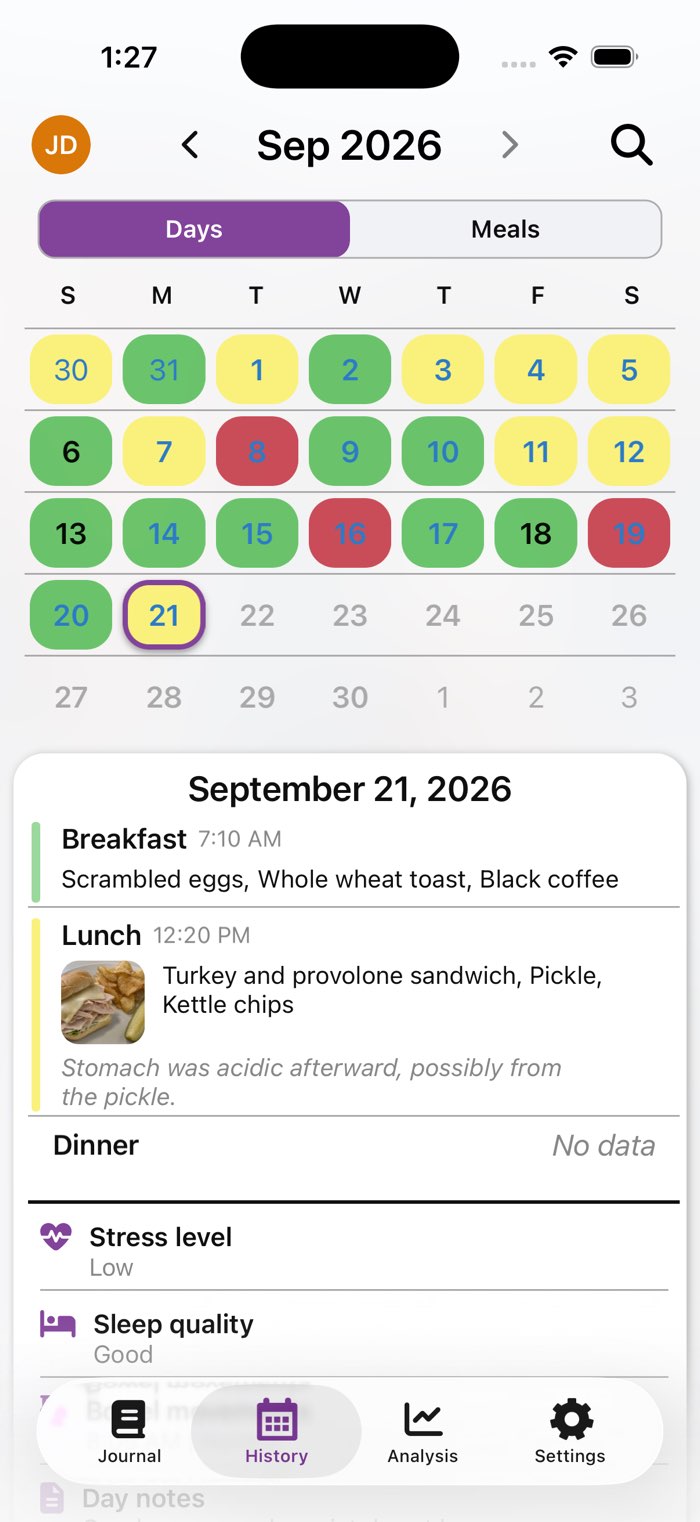 1:27
JD
Sep 2026
Days
Meals
S M T W T F S
30 31 1 2 3 4 5
6 7 8 9 10 11 12
13 14 15 16 17 18 19
20 21 22 23 24 25 26
27 28 29 30 1 2 3
September 21, 2026
Breakfast 7:10 AM
Scrambled eggs, Whole wheat toast, Black coffee
Lunch 12:20 PM
Turkey and provolone sandwich, Pickle,
Kettle chips
Stomach was acidic afterward, possibly from
the pickle.
Dinner
No data
Stress level
Low
Sleep quality
Good
Journal
History
Analysis
Settings
Day notes